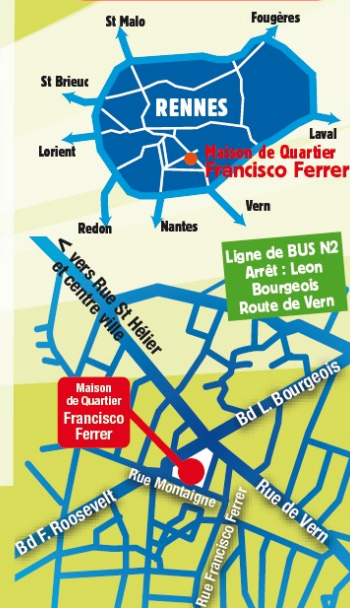 St Malo
Fougères
St Brieuc
RENNES
Laval
Lorient
Maison de Quartier
Francisco Ferrer
Redon
Nantes
Vern
Ligne de BUS N2
Arrêt : Leon
Bourgeois
Route de Vern
< vers Rue St Hélier
et centre ville
Maison
de Quartier
Francisco
Ferrer
Bd L. Bourgeois
Rue Montaigne
Bd F. Roosevelt
Rue de Vern
Rue Francisco Ferrer